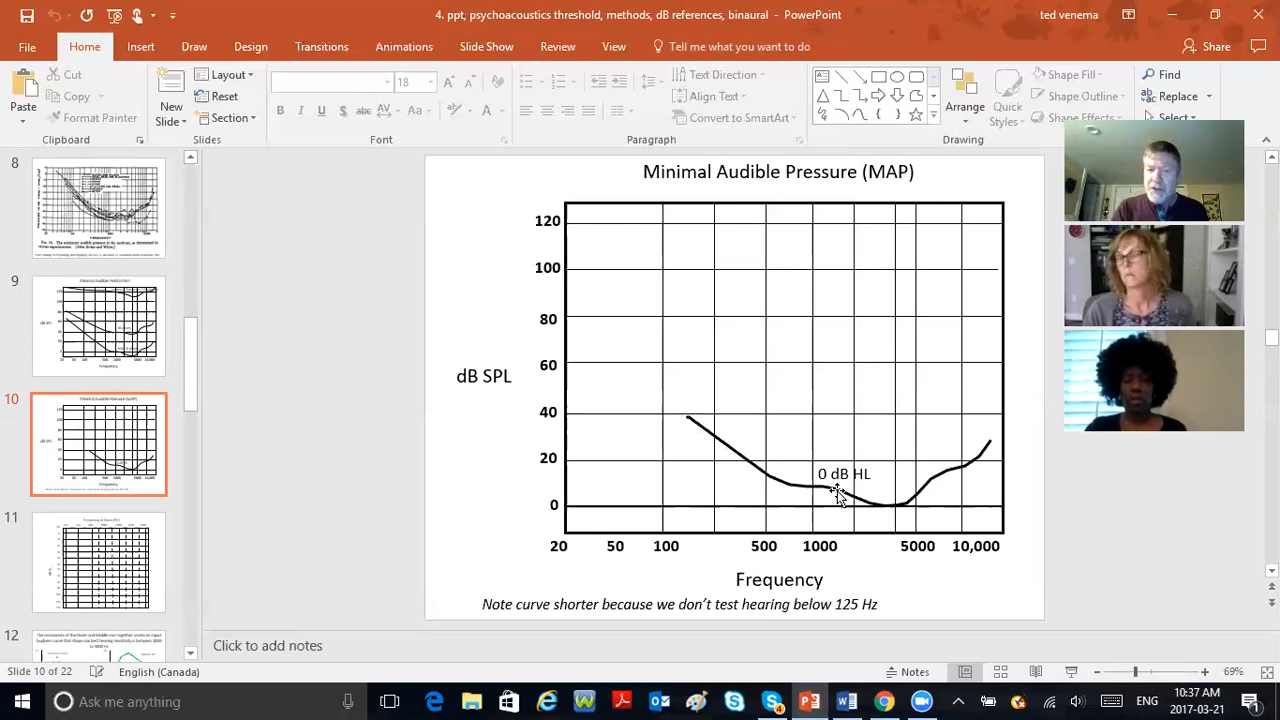 4. ppt, psychoacoustics threshold, methods, dB refrences, binaural - PowerPoint
ted venema
File Home Insert Draw Design Transitions Animations Slide Show Review View Tell me what you want to do Share
Paste
Cut
Copy
Format Painter
Clipboard
New
Slide
Layout
Reset
Section
Slides
18
B I U S abc AV Aa A
Font
Text Direction
Align Text
Convert to SmartArt
Paragraph
Arrange
Quick
Styles
Shape Fill
Shape Outline
Drawing
Find
Replace
Select
8
9
10
11
12
Minimal Audible Pressure (MAP)
120
100
80
60
40
20
0
dB SPL
0 dB HL
20 50 100 500 1000 5000 10,000
Frequency
Note curve shorter because we don't test hearing below 125 Hz
Click to add notes
Slide 10 of 22 English (Canada) Notes 69%
Ask me anything
ENG
10:37 AM
2017-03-21